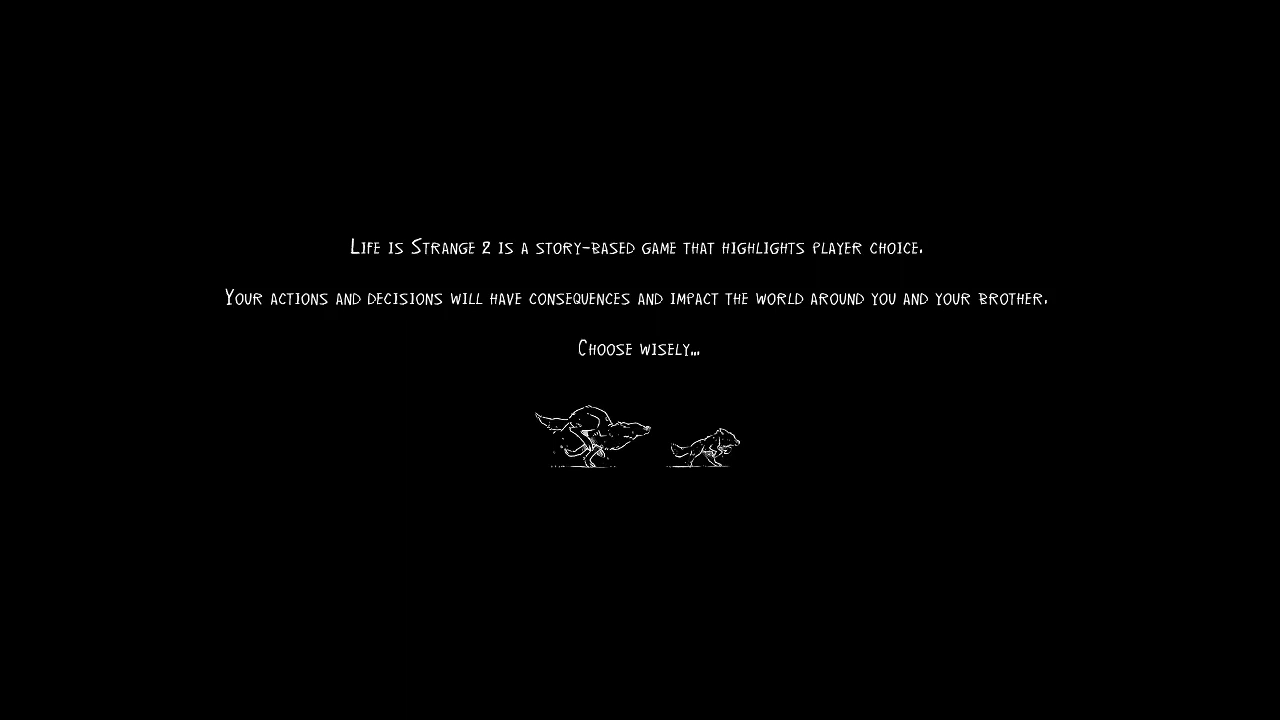 Life is Strange 2 is a story-based game that highlights player choice.
Your actions and decisions will have consequences and impact the world around you and your brother.
Choose wisely...